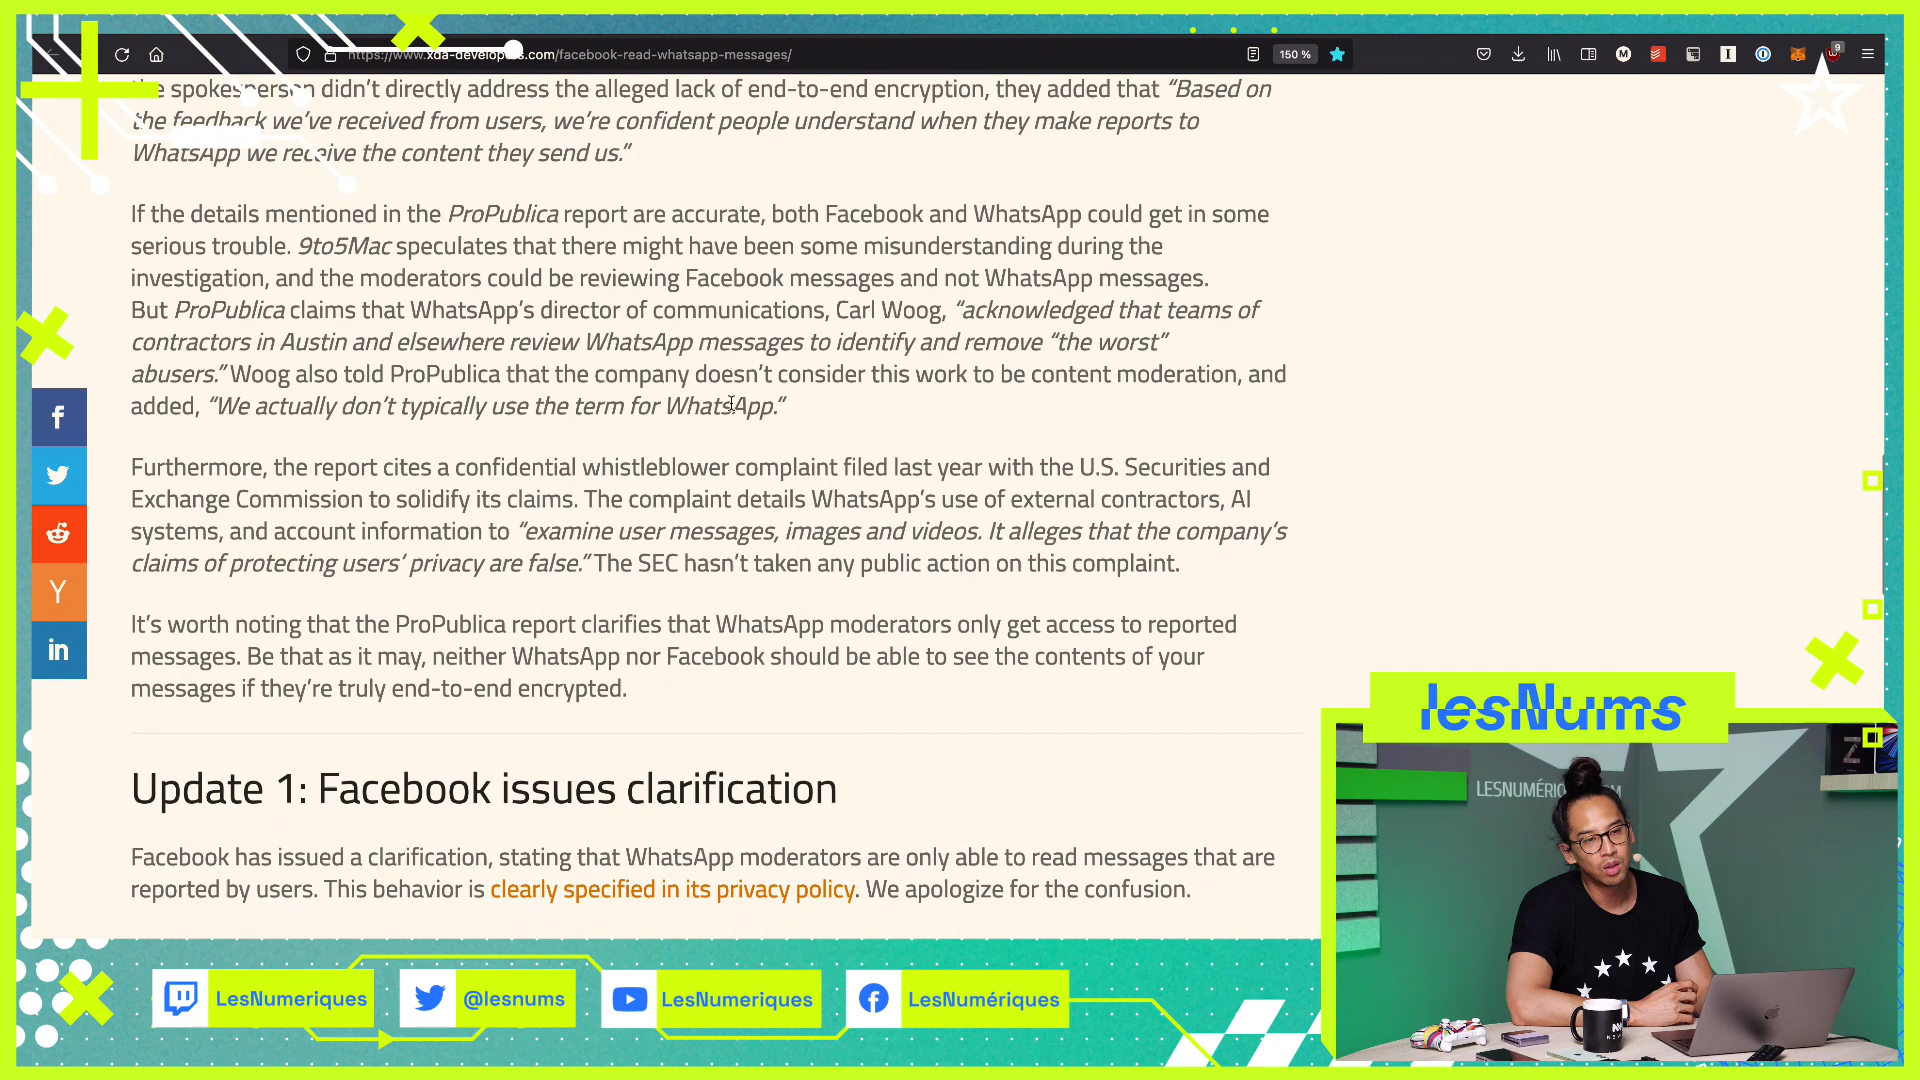 https://www.xda-developers.com/facebook-read-whatsapp-messages/
150 %
9
the spokesperson didn't directly address the alleged lack of end-to-end encryption, they added that “Based on
the feedback we've received from users, we're confident people understand when they make reports to
WhatsApp we receive the content they send us.”
If the details mentioned in the ProPublica report are accurate, both Facebook and WhatsApp could get in some
serious trouble. 9to5Mac speculates that there might have been some misunderstanding during the
investigation, and the moderators could be reviewing Facebook messages and not WhatsApp messages.
But ProPublica claims that WhatsApp's director of communications, Carl Woog, “acknowledged that teams of
contractors in Austin and elsewhere review WhatsApp messages to identify and remove “the worst”
abusers.” Woog also told ProPublica that the company doesn't consider this work to be content moderation, and
added, “We actually don't typically use the term for WhatsApp.”
Furthermore, the report cites a confidential whistleblower complaint filed last year with the U.S. Securities and
Exchange Commission to solidify its claims. The complaint details WhatsApp's use of external contractors, AI
systems, and account information to “examine user messages, images and videos. It alleges that the company's
claims of protecting users' privacy are false.” The SEC hasn't taken any public action on this complaint.
It's worth noting that the ProPublica report clarifies that WhatsApp moderators only get access to reported
messages. Be that as it may, neither WhatsApp nor Facebook should be able to see the contents of your
messages if they're truly end-to-end encrypted.
Update 1: Facebook issues clarification
Facebook has issued a clarification, stating that WhatsApp moderators are only able to read messages that are
reported by users. This behavior is clearly specified in its privacy policy. We apologize for the confusion.
lesNums
LesNumeriques
@lesnums
LesNumeriques
LesNumériques